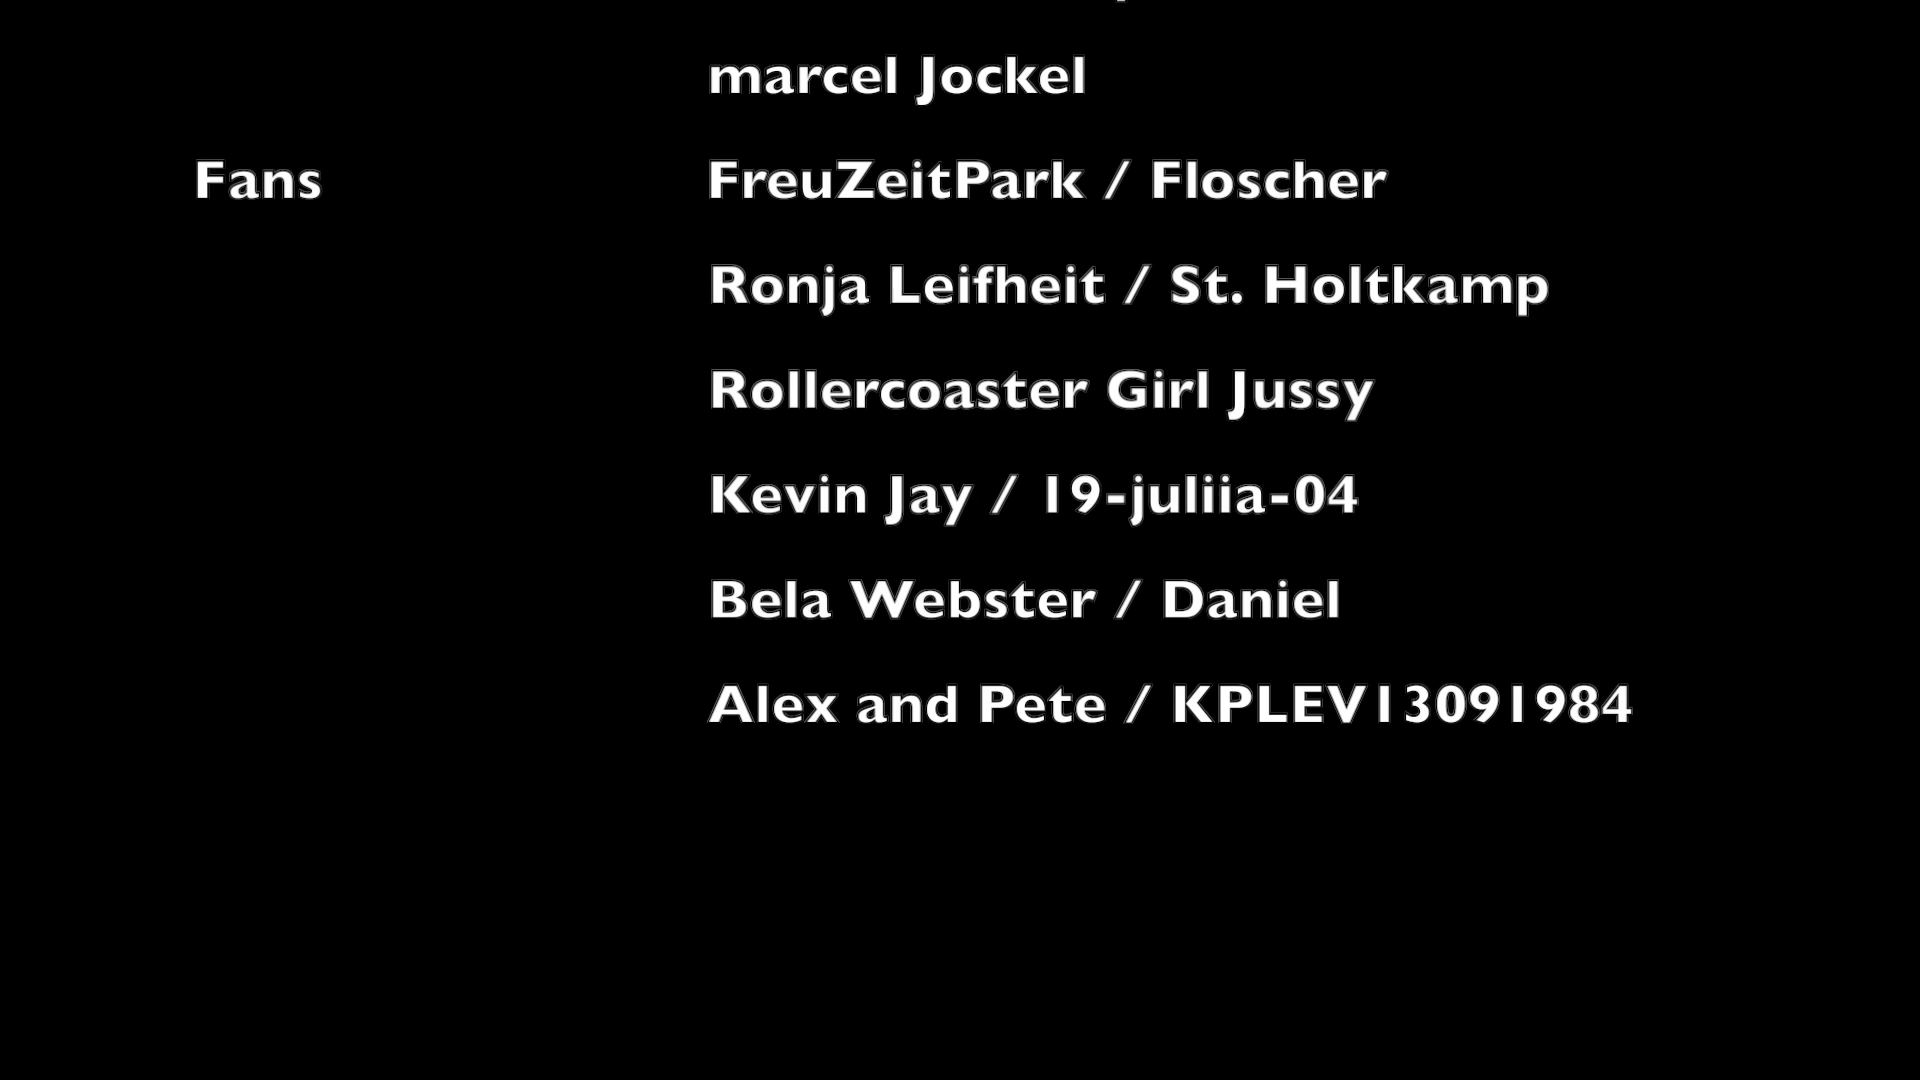 marcel Jockel
Fans FreuZeitPark / Floscher
Ronja Leifheit / St. Holtkamp
Rollercoaster Girl Jussy
Kevin Jay / 19-juliia-04
Bela Webster / Daniel
Alex and Pete / KPLEV13091984